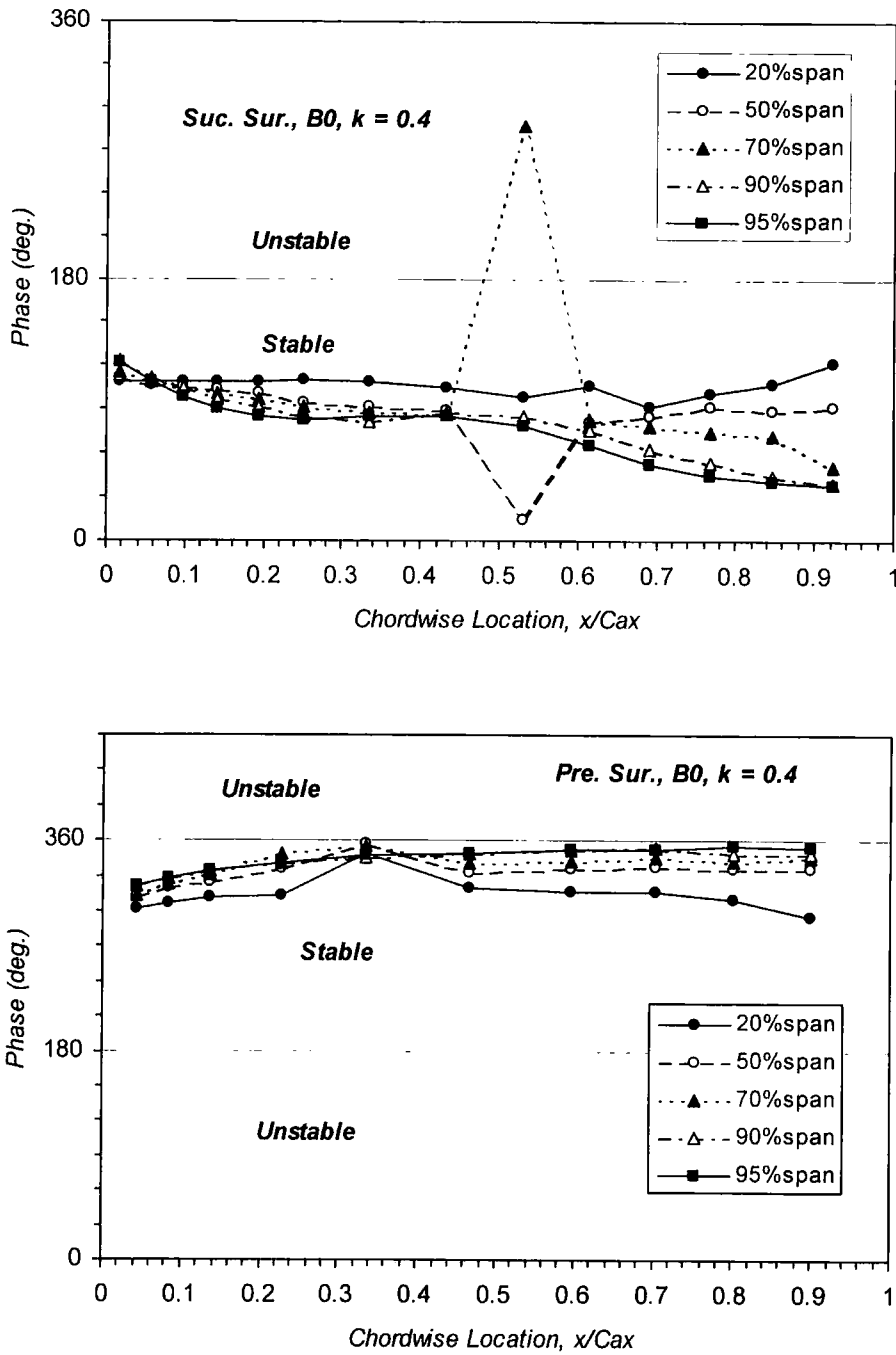 360
Suc. Sur., B0, k = 0.4
20%span
50%span
70%span
90%span
95%span
Unstable
180
Stable
0
Phase (deg.)
0 0.1 0.2 0.3 0.4 0.5 0.6 0.7 0.8 0.9 1
Chordwise Location, x/Cax
Pre. Sur., B0, k = 0.4
Unstable
360
Stable
180
Unstable
0
Phase (deg.)
20%span
50%span
70%span
90%span
95%span
0 0.1 0.2 0.3 0.4 0.5 0.6 0.7 0.8 0.9 1
Chordwise Location, x/Cax